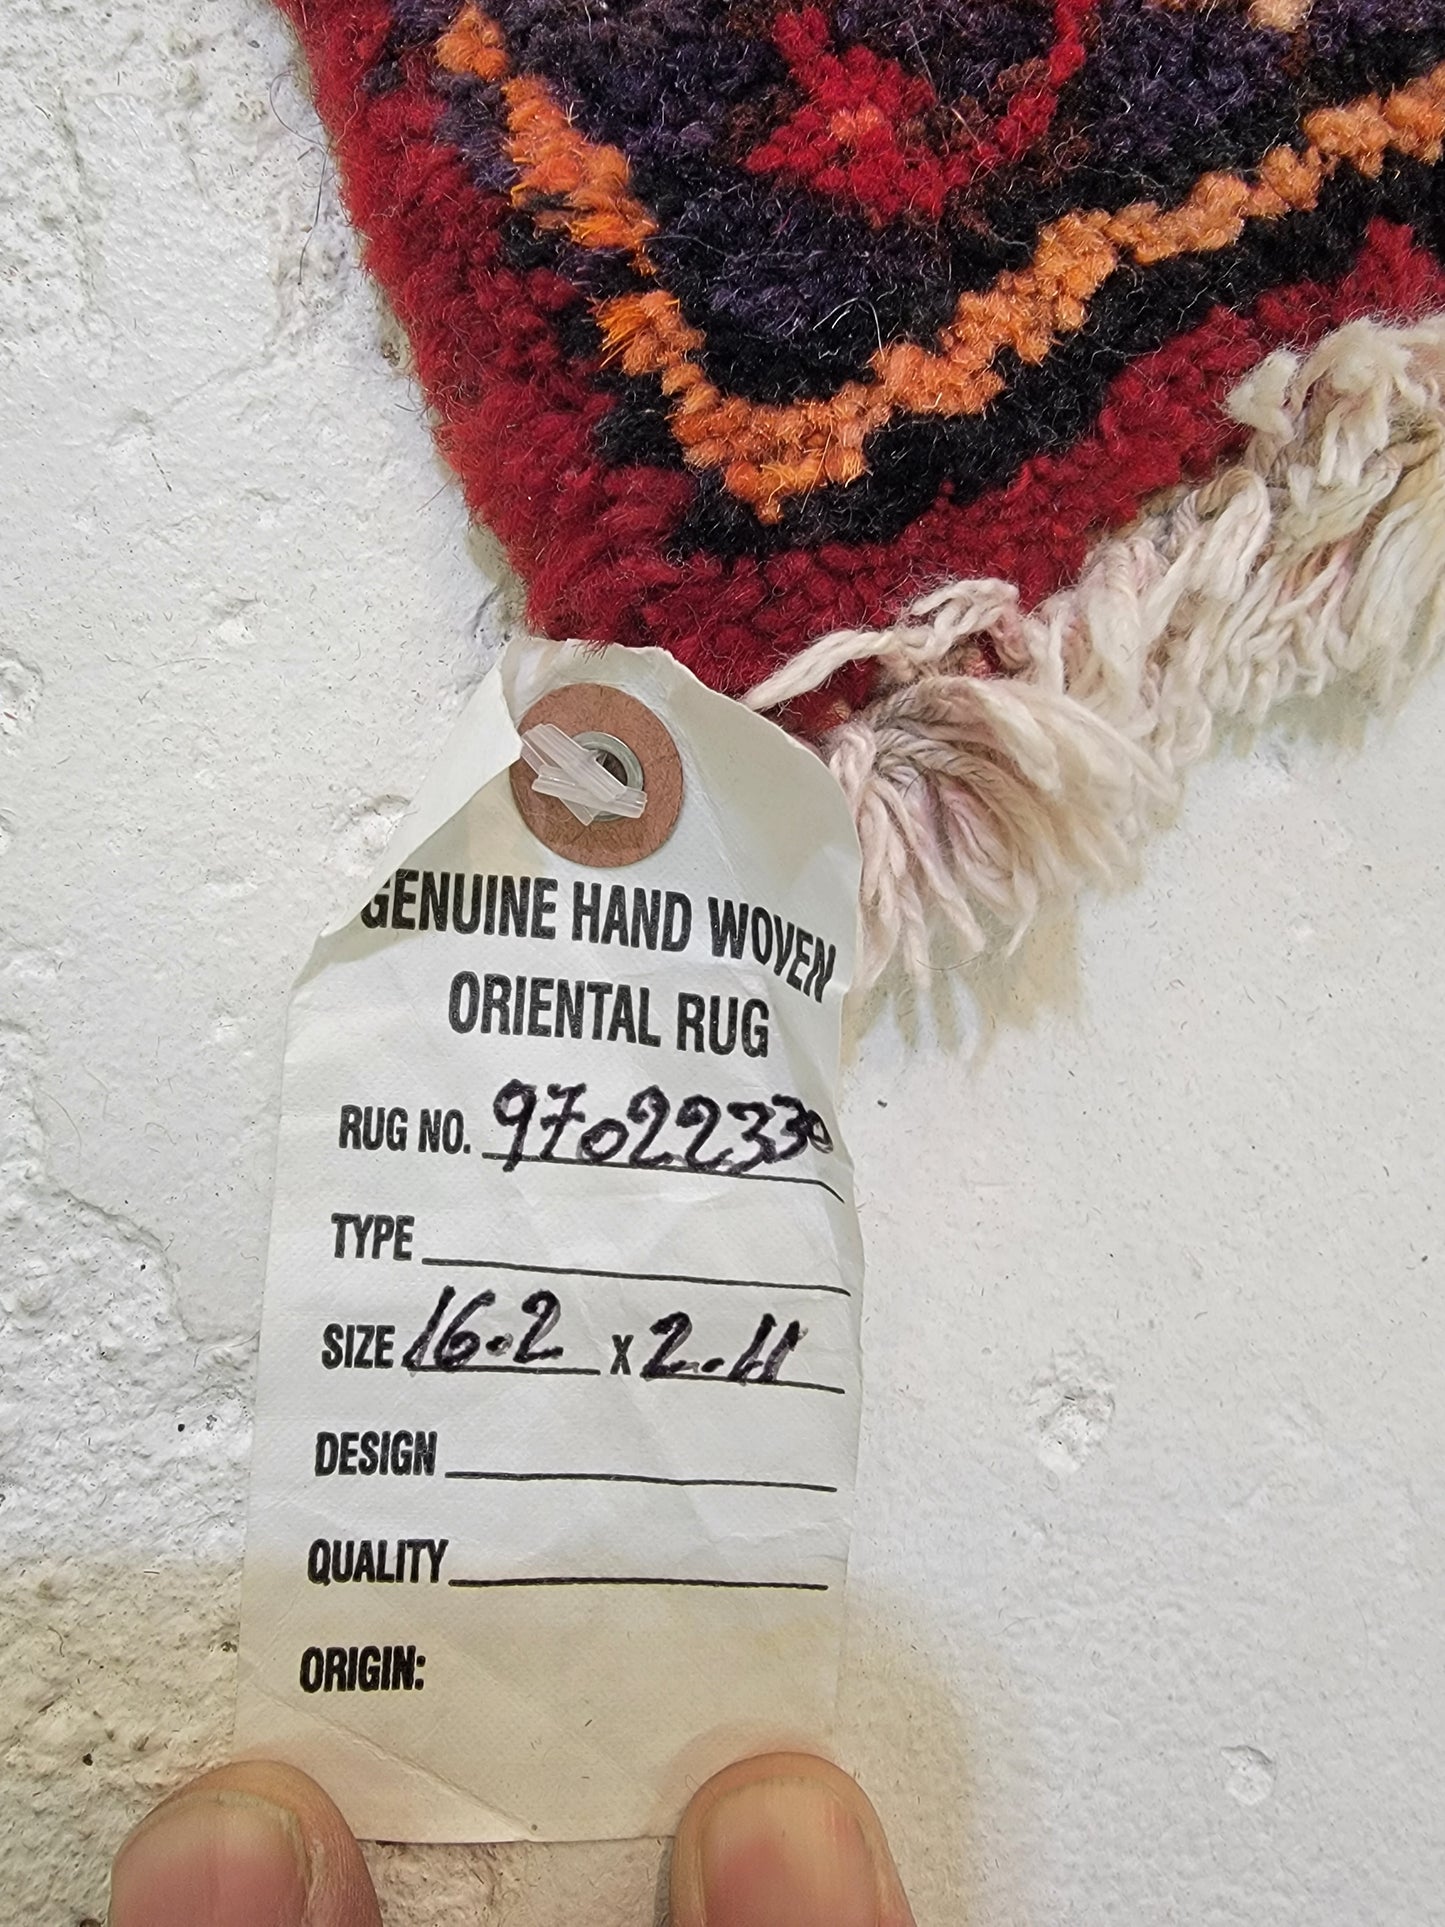 GENUINE HAND WOVEN
ORIENTAL RUG
RUG NO. 97022330
TYPE
SIZE 16.2 X 2.11
DESIGN
QUALITY
ORIGIN: